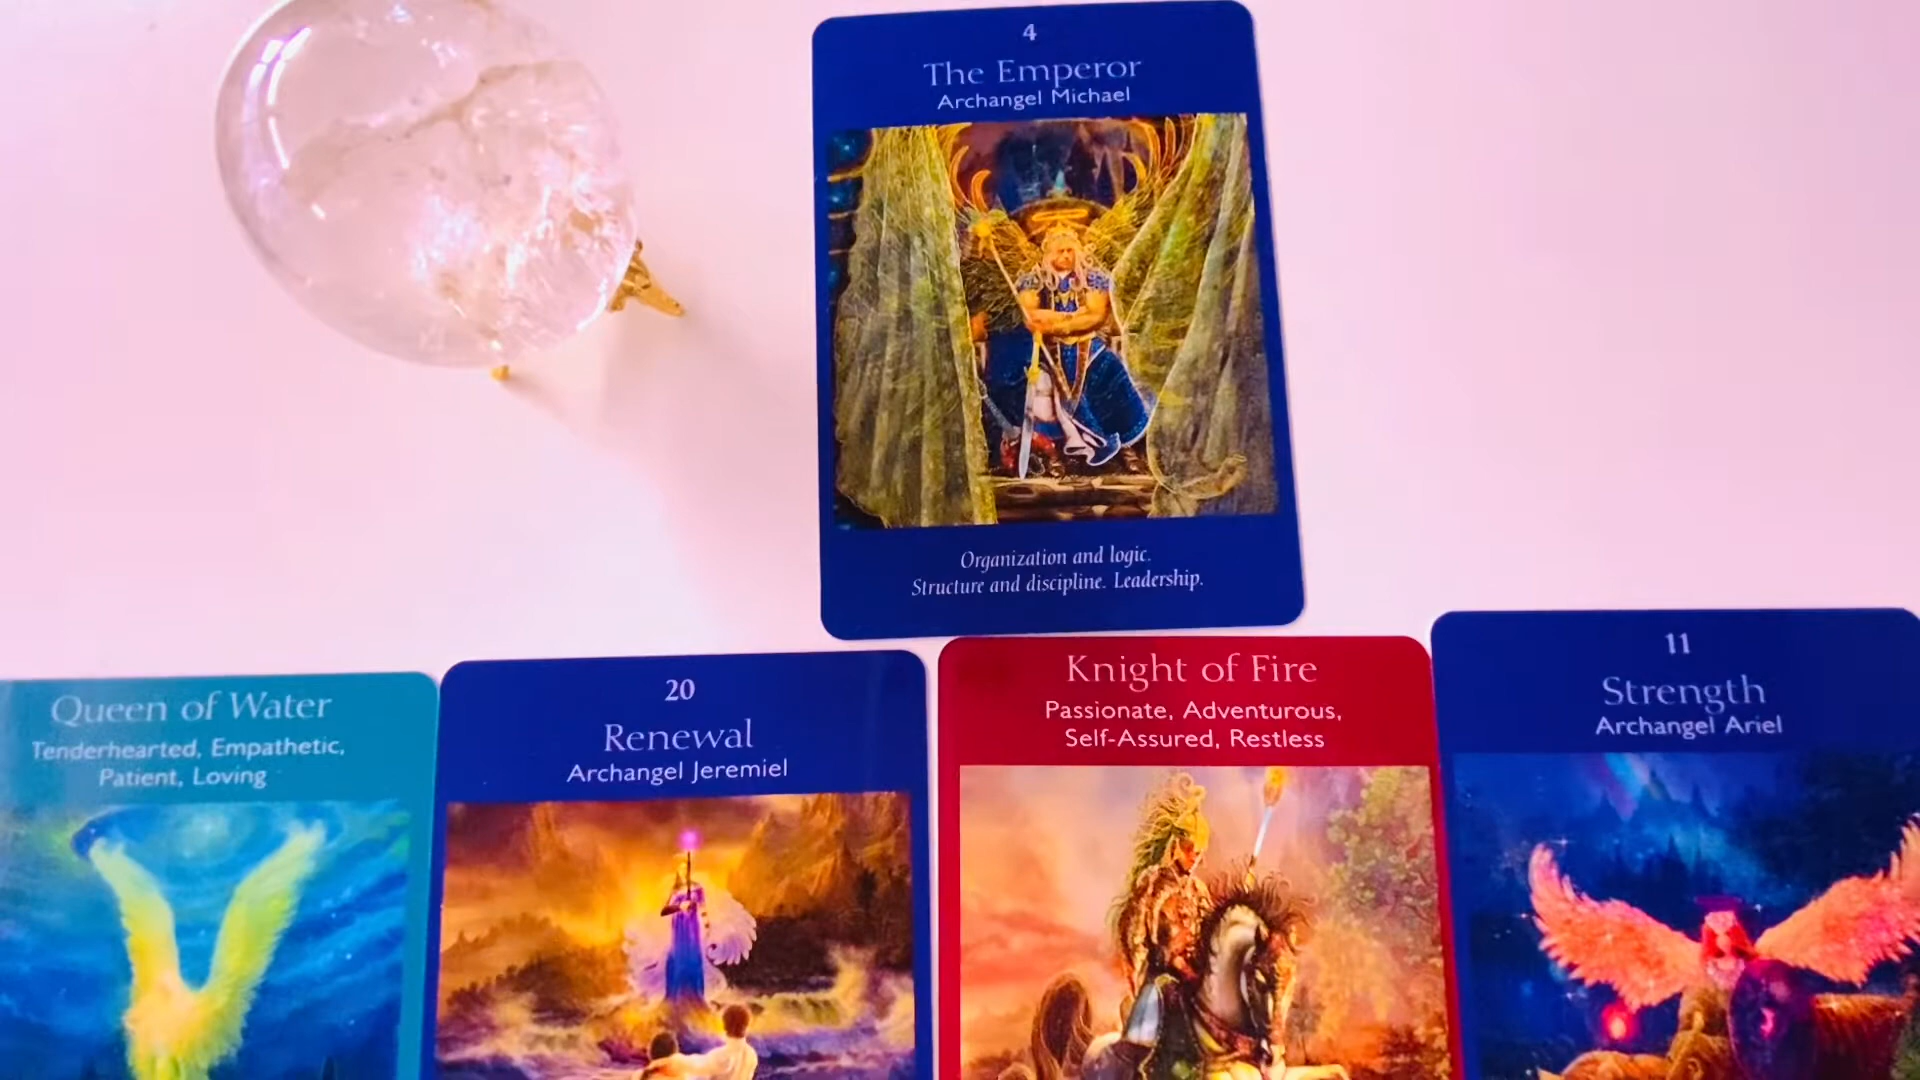 4
The Emperor
Archangel Michael
Organization and logic.
Structure and discipline. Leadership.
Queen of Water
Tenderhearted, Empathetic,
Patient, Loving
20
Renewal
Archangel Jeremiel
Knight of Fire
Passionate, Adventurous,
Self-Assured, Restless
11
Strength
Archangel Ariel